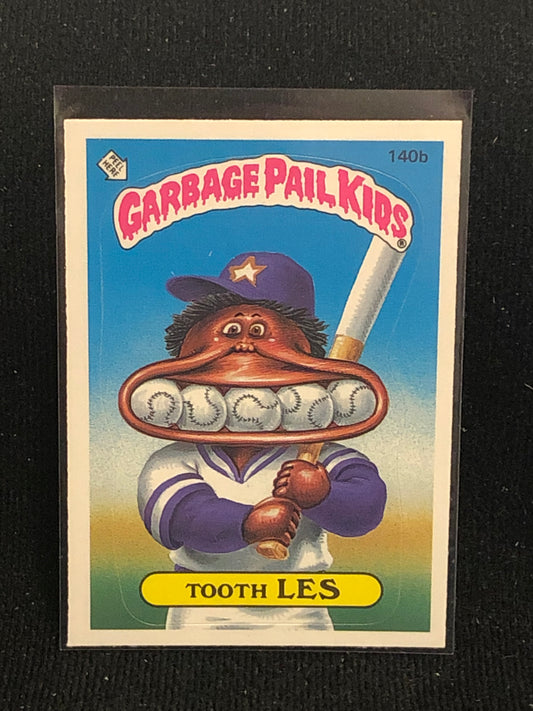 PEEL
HERE
140b
GARBAGE PAIL KIDS
®
TOOTH LES